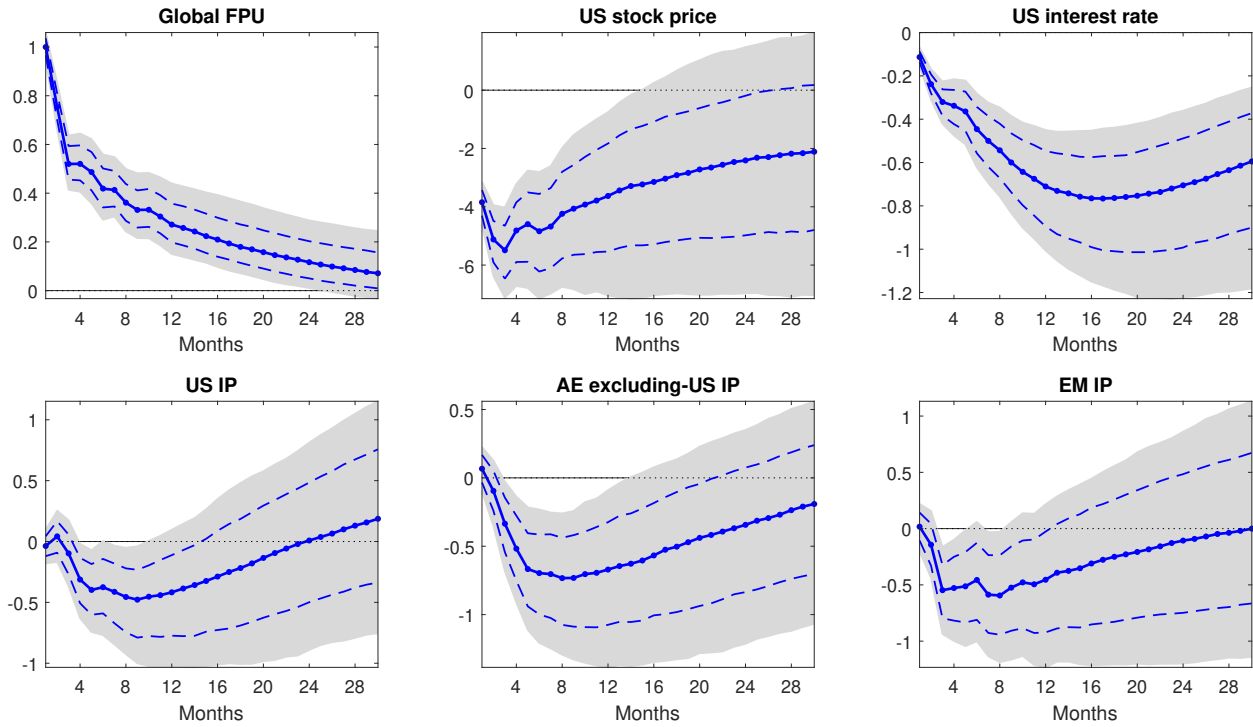 Global FPU
1
0.8
0.6
0.4
0.2
0
4 8 12 16 20 24 28
Months
US stock price
0
-2
-4
-6
4 8 12 16 20 24 28
Months
US interest rate
0
-0.2
-0.4
-0.6
-0.8
-1
-1.2
4 8 12 16 20 24 28
Months
US IP
1
0.5
0
-0.5
-1
4 8 12 16 20 24 28
Months
AE excluding-US IP
0.5
0
-0.5
-1
4 8 12 16 20 24 28
Months
EM IP
1
0.5
0
-0.5
-1
4 8 12 16 20 24 28
Months